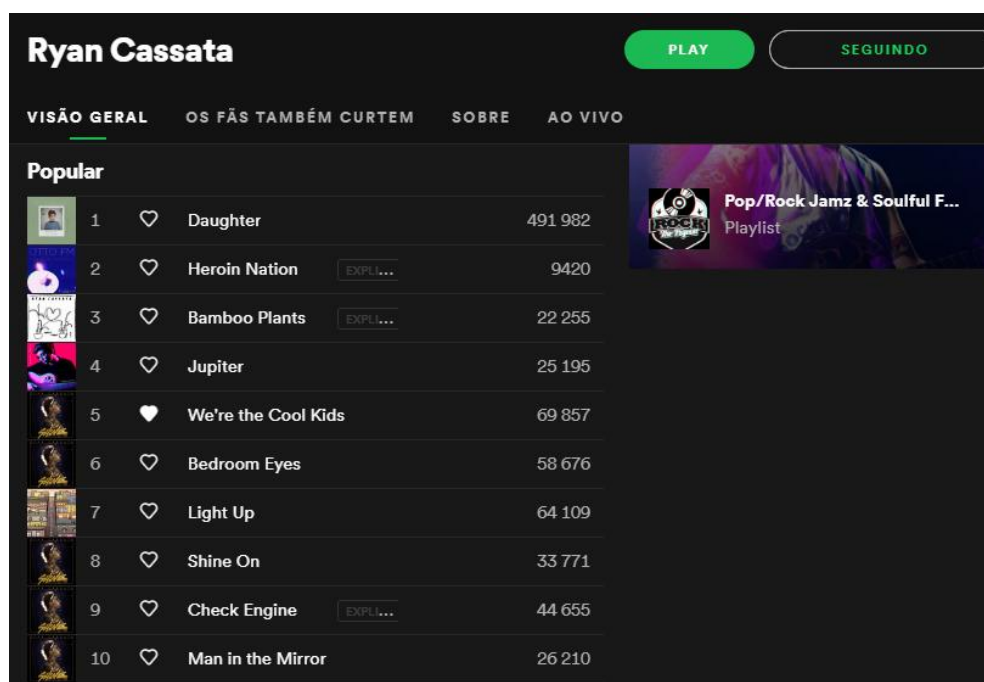 Ryan Cassata
PLAY
SEGUINDO
VISÃO GERAL OS FÃS TAMBÉM CURTEM SOBRE AO VIVO
Popular
1 Daughter 491 982
2 Heroin Nation EXPLI... 9420
3 Bamboo Plants EXPLI... 22 255
4 Jupiter 25 195
5 We're the Cool Kids 69 857
6 Bedroom Eyes 58 676
7 Light Up 64 109
8 Shine On 33 771
9 Check Engine EXPLI... 44 655
10 Man in the Mirror 26 210
Pop/Rock Jamz & Soulful F...
Playlist
ROCK